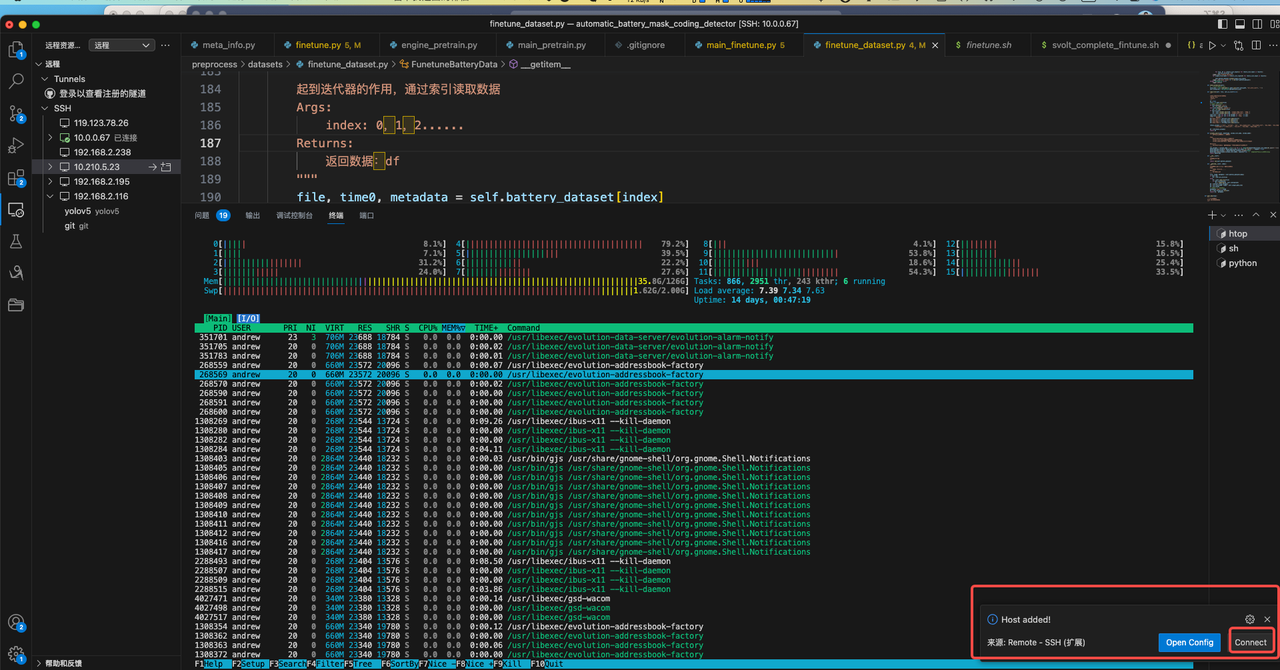 finetune_dataset.py — automatic_battery_mask_coding_detector [SSH: 10.0.0.67]
远程资源... 远程
meta_info.py finetune.py 5, M engine_pretrain.py main_pretrain.py .gitignore main_finetune.py 5 finetune_dataset.py 4, M $ finetune.sh $ svolt_complete_fintune.sh
远程
Tunnels
登录以查看注册的隧道
SSH
119.123.78.26
10.0.0.67 已连接
192.168.2.238
10.210.5.23
192.168.2.195
192.168.2.116
yolov5 yolov5
git git
帮助和反馈
preprocess > datasets > finetune_dataset.py > FunetuneBatteryData > __getitem__
183
184 起到迭代器的作用，通过索引读取数据
185 Args:
186 index: 0，1，2......
187 Returns:
188 返回数据：df
189 """
190 file, time0, metadata = self.battery_dataset[index]
问题 19 输出 调试控制台 终端 端口
htop
sh
python
0[||||| 8.1%] 4[ 79.2%] 8[||| 4.1%] 12[ 15.8%]
1[|||| 7.1%] 5[ 39.5%] 9[ 53.8%] 13[ 16.5%]
2[ 31.2%] 6[ 22.2%] 10[ 18.6%] 14[ 25.4%]
3[ 24.0%] 7[ 27.6%] 11[ 54.3%] 15[ 33.5%]
Mem[ 35.8G/126G] Tasks: 866, 2951 thr, 243 kthr; 6 running
Swp[ 1.62G/2.00G] Load average: 7.39 7.34 7.63
Uptime: 14 days, 00:47:19
[Main] [I/O]
PID USER PRI NI VIRT RES SHR S CPU% MEM%▽ TIME+ Command
351701 andrew 23 3 706M 23688 18784 S 0.0 0.0 0:00.00 /usr/libexec/evolution-data-server/evolution-alarm-notify
351705 andrew 20 0 706M 23688 18784 S 0.0 0.0 0:00.02 /usr/libexec/evolution-data-server/evolution-alarm-notify
351783 andrew 20 0 706M 23688 18784 S 0.0 0.0 0:00.01 /usr/libexec/evolution-data-server/evolution-alarm-notify
268559 andrew 20 0 660M 23572 20096 S 0.0 0.0 0:00.07 /usr/libexec/evolution-addressbook-factory
268569 andrew 20 0 660M 23572 20096 S 0.0 0.0 0:00.00 /usr/libexec/evolution-addressbook-factory
268570 andrew 20 0 660M 23572 20096 S 0.0 0.0 0:00.02 /usr/libexec/evolution-addressbook-factory
268590 andrew 20 0 660M 23572 20096 S 0.0 0.0 0:00.00 /usr/libexec/evolution-addressbook-factory
268591 andrew 20 0 660M 23572 20096 S 0.0 0.0 0:00.00 /usr/libexec/evolution-addressbook-factory
268600 andrew 20 0 660M 23572 20096 S 0.0 0.0 0:00.00 /usr/libexec/evolution-addressbook-factory
1308269 andrew 20 0 268M 23544 13724 S 0.0 0.0 0:09.26 /usr/libexec/ibus-x11 --kill-daemon
1308280 andrew 20 0 268M 23544 13724 S 0.0 0.0 0:00.00 /usr/libexec/ibus-x11 --kill-daemon
1308282 andrew 20 0 268M 23544 13724 S 0.0 0.0 0:00.00 /usr/libexec/ibus-x11 --kill-daemon
1308284 andrew 20 0 268M 23544 13724 S 0.0 0.0 0:04.11 /usr/libexec/ibus-x11 --kill-daemon
1308403 andrew 20 0 2864M 23440 18232 S 0.0 0.0 0:00.03 /usr/bin/gjs /usr/share/gnome-shell/org.gnome.Shell.Notifications
1308405 andrew 20 0 2864M 23440 18232 S 0.0 0.0 0:00.00 /usr/bin/gjs /usr/share/gnome-shell/org.gnome.Shell.Notifications
1308406 andrew 20 0 2864M 23440 18232 S 0.0 0.0 0:00.00 /usr/bin/gjs /usr/share/gnome-shell/org.gnome.Shell.Notifications
1308407 andrew 20 0 2864M 23440 18232 S 0.0 0.0 0:00.00 /usr/bin/gjs /usr/share/gnome-shell/org.gnome.Shell.Notifications
1308408 andrew 20 0 2864M 23440 18232 S 0.0 0.0 0:00.00 /usr/bin/gjs /usr/share/gnome-shell/org.gnome.Shell.Notifications
1308409 andrew 20 0 2864M 23440 18232 S 0.0 0.0 0:00.00 /usr/bin/gjs /usr/share/gnome-shell/org.gnome.Shell.Notifications
1308410 andrew 20 0 2864M 23440 18232 S 0.0 0.0 0:00.00 /usr/bin/gjs /usr/share/gnome-shell/org.gnome.Shell.Notifications
1308411 andrew 20 0 2864M 23440 18232 S 0.0 0.0 0:00.00 /usr/bin/gjs /usr/share/gnome-shell/org.gnome.Shell.Notifications
1308412 andrew 20 0 2864M 23440 18232 S 0.0 0.0 0:00.00 /usr/bin/gjs /usr/share/gnome-shell/org.gnome.Shell.Notifications
1308416 andrew 20 0 2864M 23440 18232 S 0.0 0.0 0:00.00 /usr/bin/gjs /usr/share/gnome-shell/org.gnome.Shell.Notifications
1308417 andrew 20 0 2864M 23440 18232 S 0.0 0.0 0:00.00 /usr/bin/gjs /usr/share/gnome-shell/org.gnome.Shell.Notifications
2288493 andrew 20 0 268M 23404 13576 S 0.0 0.0 0:08.50 /usr/libexec/ibus-x11 --kill-daemon
2288507 andrew 20 0 268M 23404 13576 S 0.0 0.0 0:00.00 /usr/libexec/ibus-x11 --kill-daemon
2288509 andrew 20 0 268M 23404 13576 S 0.0 0.0 0:00.00 /usr/libexec/ibus-x11 --kill-daemon
2288515 andrew 20 0 268M 23404 13576 S 0.0 0.0 0:03.86 /usr/libexec/ibus-x11 --kill-daemon
4027471 andrew 20 0 340M 23380 13328 S 0.0 0.0 0:00.14 /usr/libexec/gsd-wacom
4027498 andrew 20 0 340M 23380 13328 S 0.0 0.0 0:00.00 /usr/libexec/gsd-wacom
4027517 andrew 20 0 340M 23380 13328 S 0.0 0.0 0:00.00 /usr/libexec/gsd-wacom
1308354 andrew 20 0 660M 23340 19780 S 0.0 0.0 0:00.12 /usr/libexec/evolution-addressbook-factory
1308362 andrew 20 0 660M 23340 19780 S 0.0 0.0 0:00.00 /usr/libexec/evolution-addressbook-factory
1308363 andrew 20 0 660M 23340 19780 S 0.0 0.0 0:00.06 /usr/libexec/evolution-addressbook-factory
1308372 andrew 20 0 660M 23340 19780 S 0.0 0.0 0:00.00 /usr/libexec/evolution-addressbook-factory
F1Help F2Setup F3Search F4Filter F5Tree F6SortBy F7Nice - F8Nice + F9Kill F10Quit
Host added!
来源: Remote - SSH (扩展)
Open Config
Connect